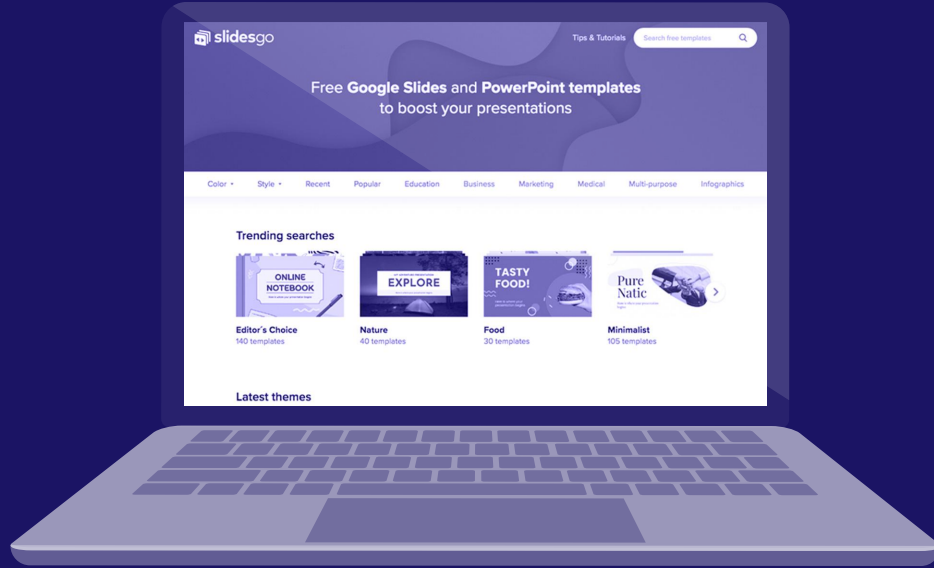 slidesgo
Tips & Tutorials
Search free templates
Free Google Slides and PowerPoint templates
to boost your presentations
Color
Style
Recent
Popular
Education
Business
Marketing
Medical
Multi-purpose
Infographics
Trending searches
ONLINE
NOTEBOOK
EXPLORE
TASTY
FOOD!
Pure
Natic
Editor´s Choice
140 templates
Nature
40 templates
Food
30 templates
Minimalist
105 templates
Latest themes